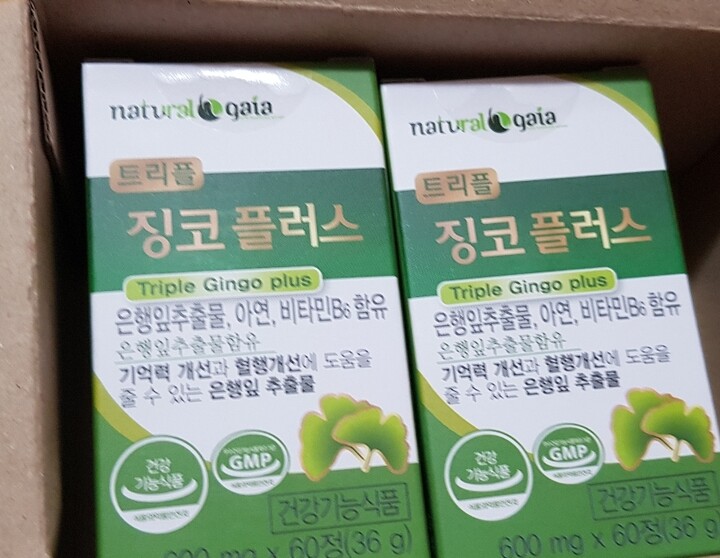 natural gaia
트리플
징코 플러스
Triple Gingo plus
은행잎추출물, 아연, 비타민B6 함유
은행잎추출물함유
기억력 개선과 혈행개선에 도움을
줄 수 있는 은행잎 추출물
건강
기능식품
GMP
건강기능식품
600 mg x 60정(36 g)
natural gaia
트리플
징코 플러스
Triple Gingo plus
은행잎추출물, 아연, 비타민B6 함유
은행잎추출물함유
기억력 개선과 혈행개선에 도움을
줄 수 있는 은행잎 추출물
건강
기능식품
GMP
건강기능식품
600 mg x 60정(36 g)